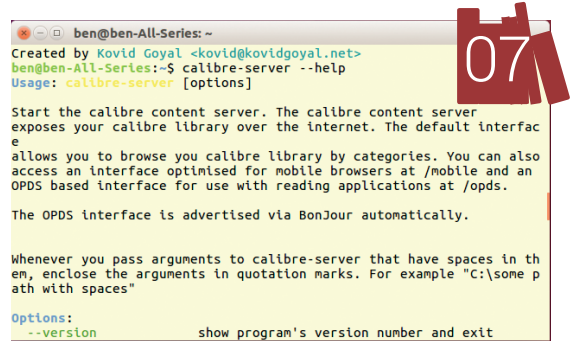 ben@ben-All-Series: ~
07
Created by Kovid Goyal <kovid@kovidgoyal.net>
ben@ben-All-Series:~$ calibre-server --help
Usage: calibre-server [options]
Start the calibre content server. The calibre content server
exposes your calibre library over the internet. The default interfac
e
allows you to browse you calibre library by categories. You can also
access an interface optimised for mobile browsers at /mobile and an
OPDS based interface for use with reading applications at /opds.
The OPDS interface is advertised via BonJour automatically.
Whenever you pass arguments to calibre-server that have spaces in th
em, enclose the arguments in quotation marks. For example "C:\some p
ath with spaces"
Options:
--version show program's version number and exit